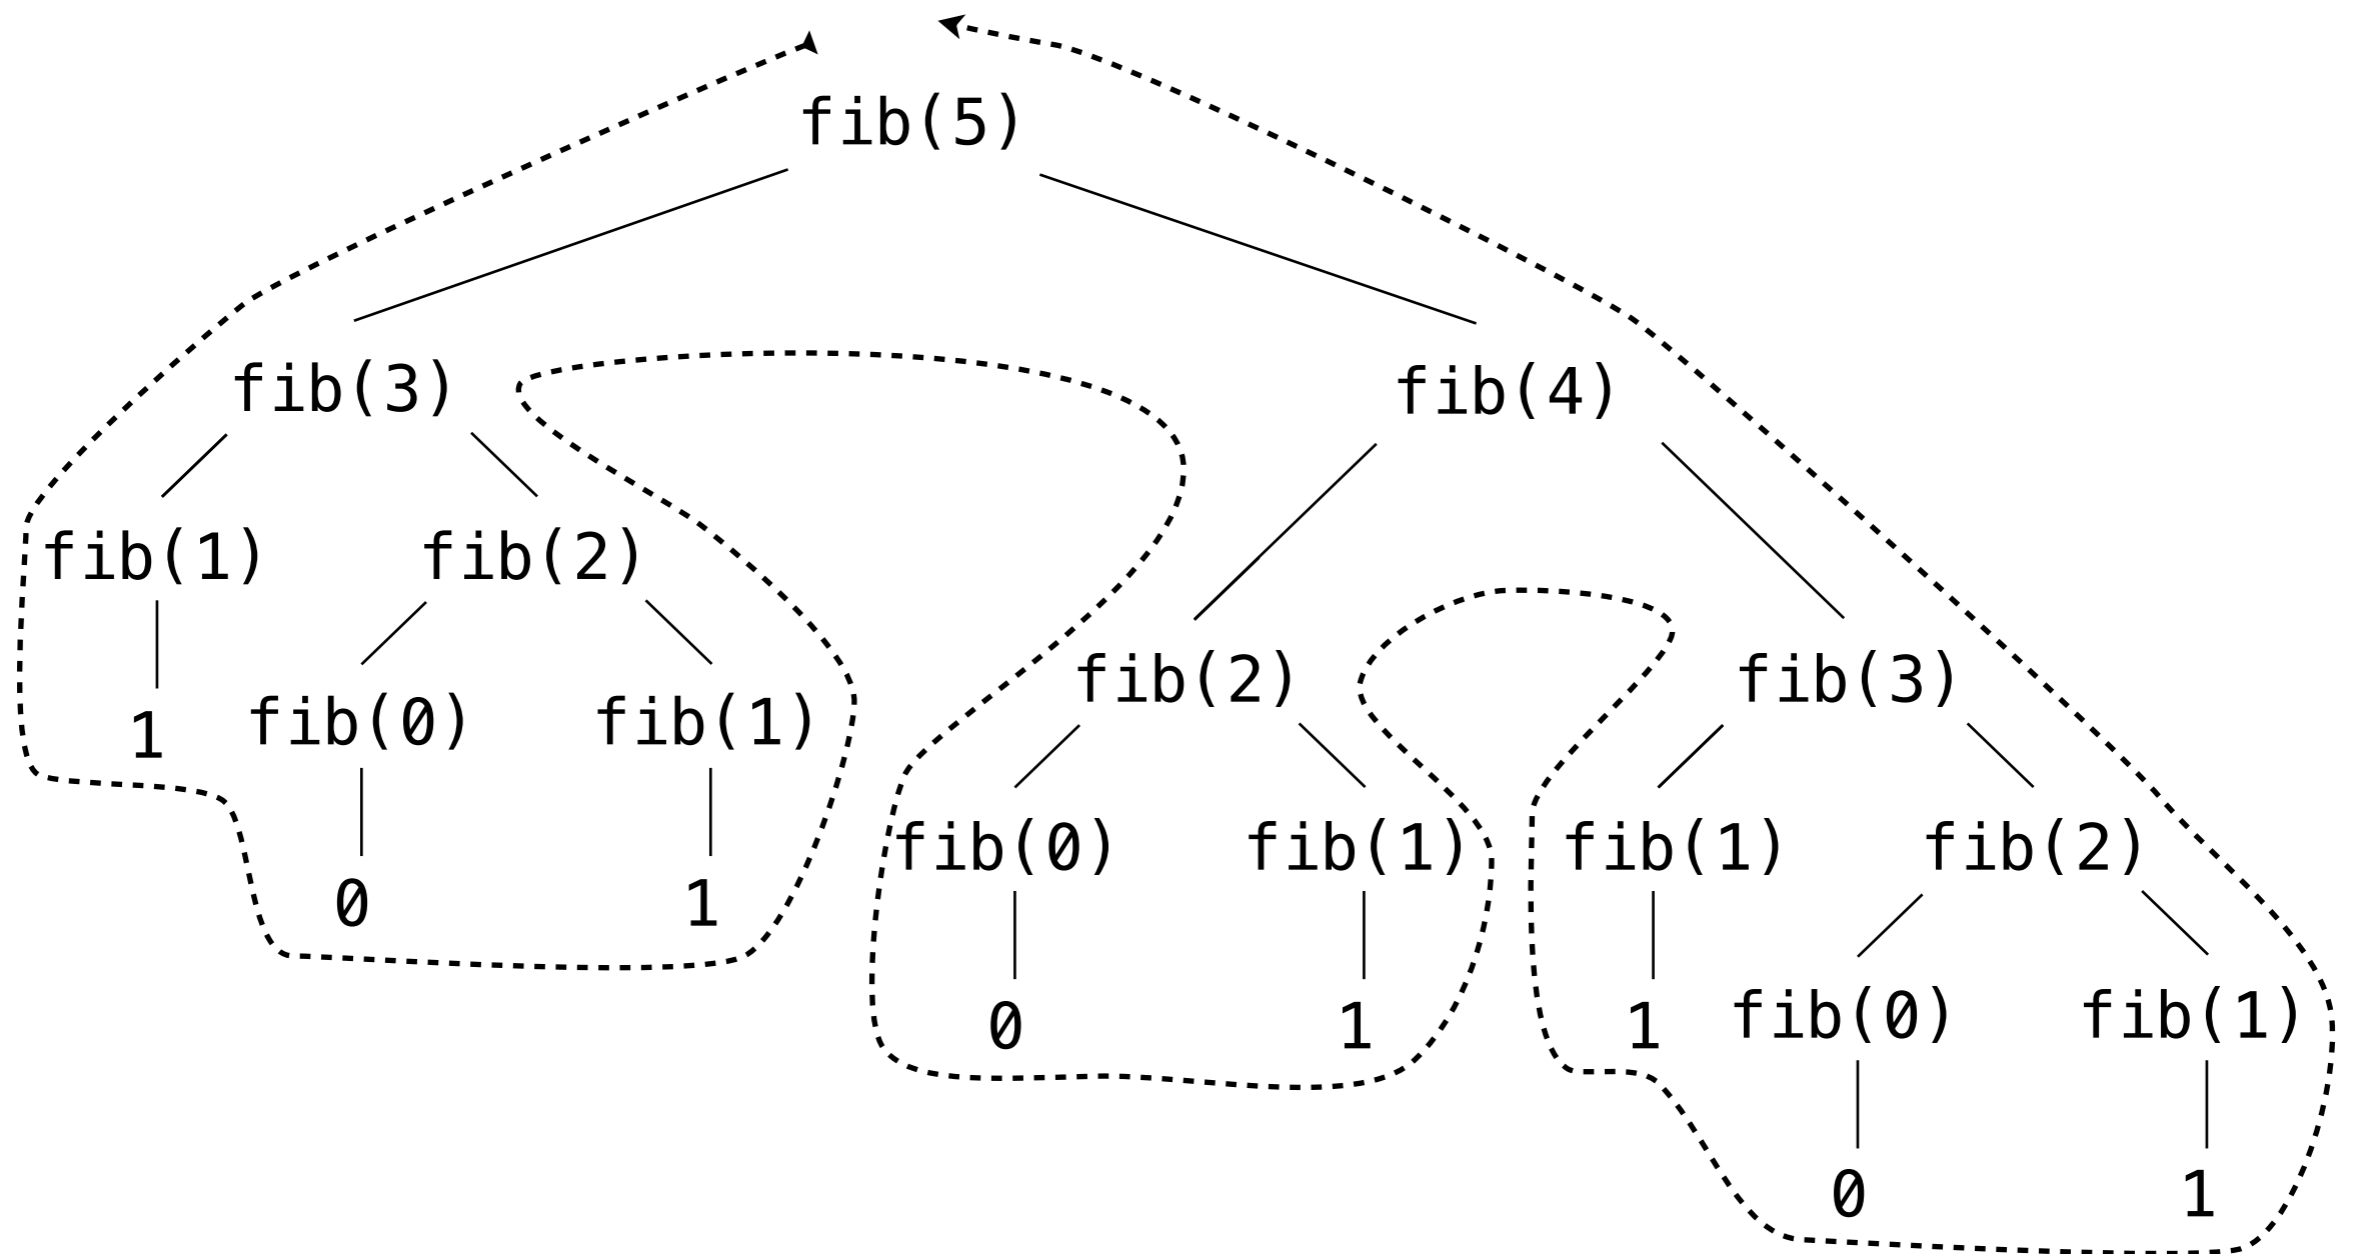 fib(5)
fib(3) fib(4)
fib(1) fib(2)
fib(2) fib(3)
1 fib(0) fib(1)
fib(0) fib(1) fib(1) fib(2)
0 1
0 1 1 fib(0) fib(1)
0 1